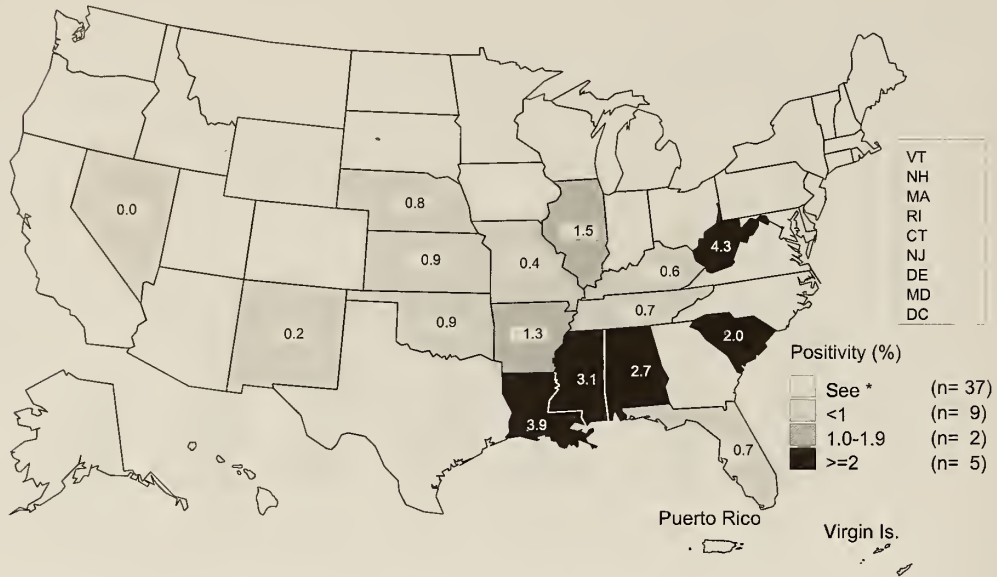 0.0
0.8
1.5
4.3
0.9
0.4
0.6
0.2
0.9
1.3
0.7
2.0
3.1
2.7
3.9
0.7
VT
NH
MA
RI
CT
NJ
DE
MD
DC
Positivity (%)
See * (n= 37)
<1 (n= 9)
1.0-1.9 (n= 2)
>=2 (n= 5)
Puerto Rico
Virgin Is.